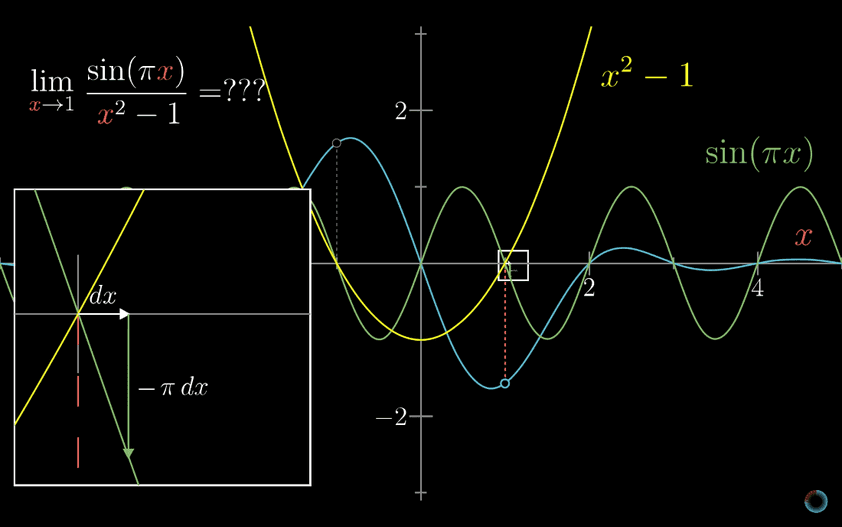 lim x→1 sin(πx) / x² − 1 =???
x² − 1
sin(πx)
x
2
−2
2
4
dx
−π dx